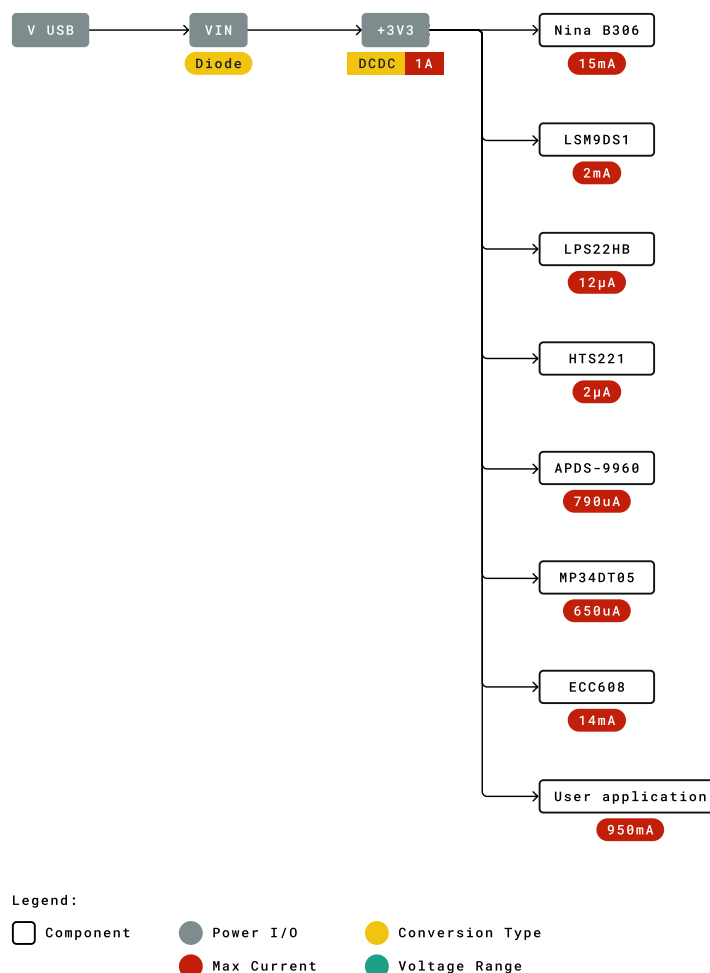 V USB
VIN
+3V3
Nina B306
Diode
DCDC
1A
15mA
LSM9DS1
2mA
LPS22HB
12µA
HTS221
2µA
APDS-9960
790uA
MP34DT05
650uA
ECC608
14mA
User application
950mA
Legend:
Component
Power I/O
Conversion Type
Max Current
Voltage Range